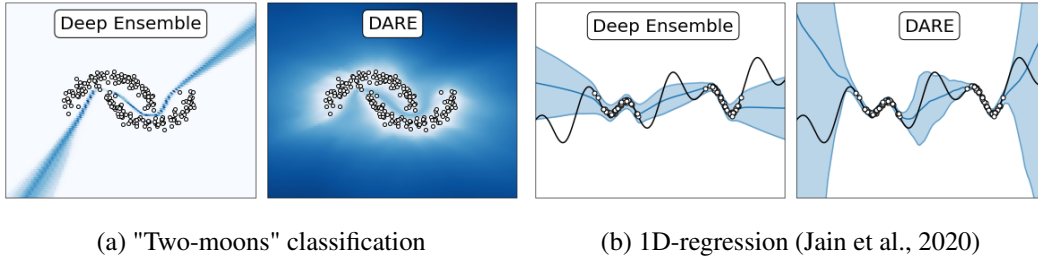 Deep Ensemble
DARE
Deep Ensemble
DARE
(a) "Two-moons" classification
(b) 1D-regression (Jain et al., 2020)